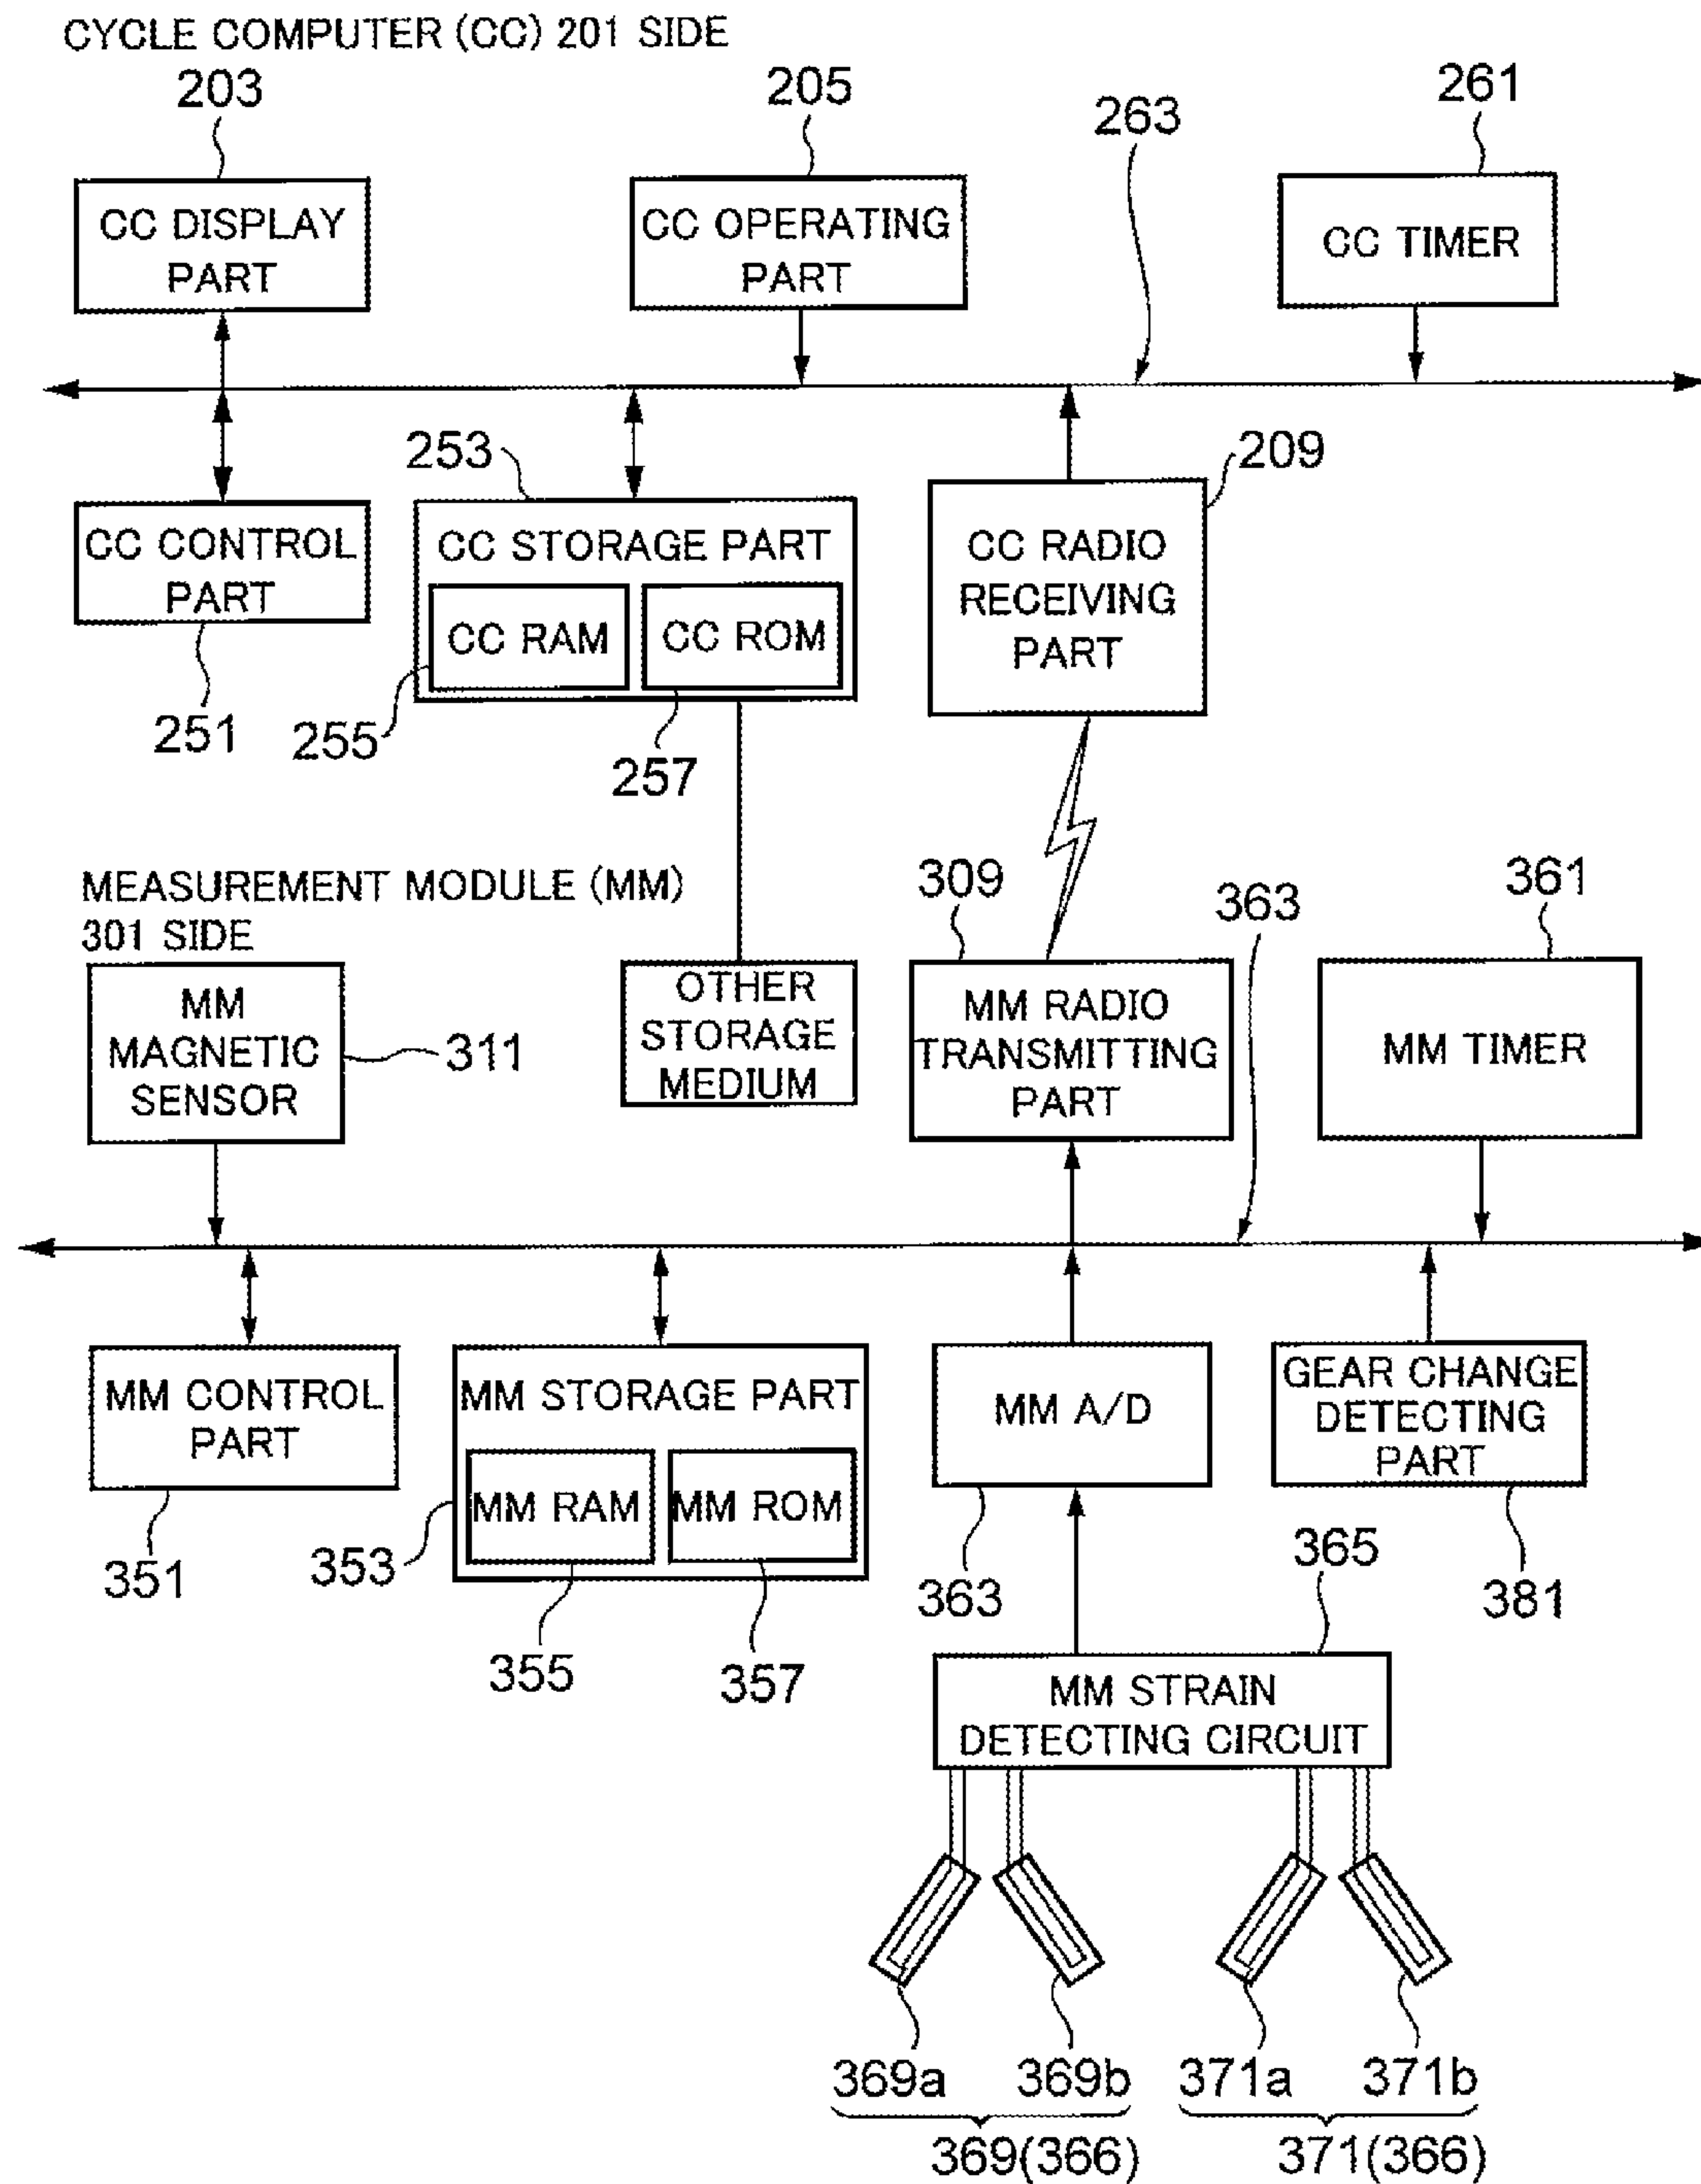 CYCLE COMPUTER (CC) 201 SIDE
203
205
263
261
CC DISPLAY
PART
CC OPERATING
PART
CC TIMER
253
209
CC CONTROL
PART
CC STORAGE PART
CC RAM
CC ROM
CC RADIO
RECEIVING
PART
251
255
257
MEASUREMENT MODULE (MM)
301 SIDE
309
363
361
MM
MAGNETIC
SENSOR
311
OTHER
STORAGE
MEDIUM
MM RADIO
TRANSMITTING
PART
MM TIMER
MM CONTROL
PART
MM STORAGE PART
MM RAM
MM ROM
MM A/D
GEAR CHANGE
DETECTING
PART
351
353
355
357
363
365
381
MM STRAIN
DETECTING CIRCUIT
369a
369b
371a
371b
369(366)
371(366)